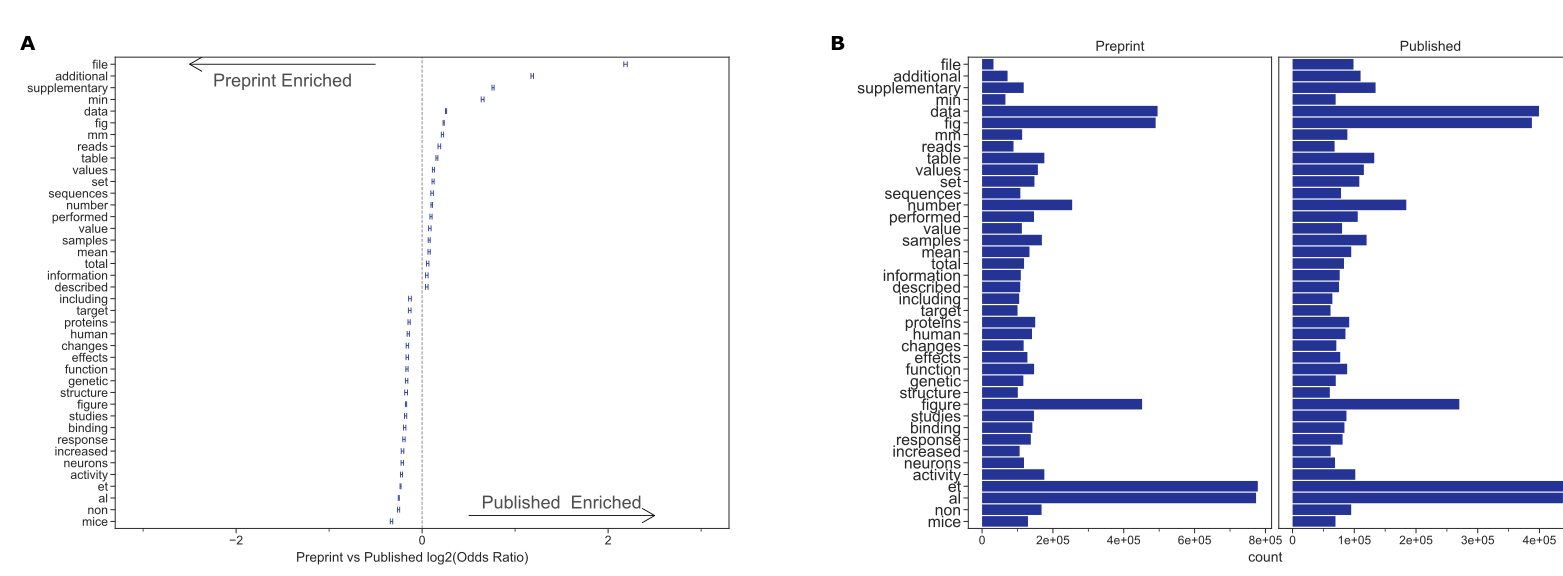 A
file
additional
supplementary
min
data
fig
mm
reads
table
values
set
sequences
number
performed
value
samples
mean
total
information
described
including
target
proteins
human
changes
effects
function
genetic
structure
figure
studies
binding
response
increased
neurons
activity
et
al
non
mice
Preprint Enriched
Published Enriched
−2
0
2
Preprint vs Published log2(Odds Ratio)
B
Preprint
Published
file
additional
supplementary
min
data
fig
mm
reads
table
values
set
sequences
number
performed
value
samples
mean
total
information
described
including
target
proteins
human
changes
effects
function
genetic
structure
figure
studies
binding
response
increased
neurons
activity
et
al
non
mice
0
2e+05
4e+05
6e+05
8e+05
0
1e+05
2e+05
3e+05
4e+05
count